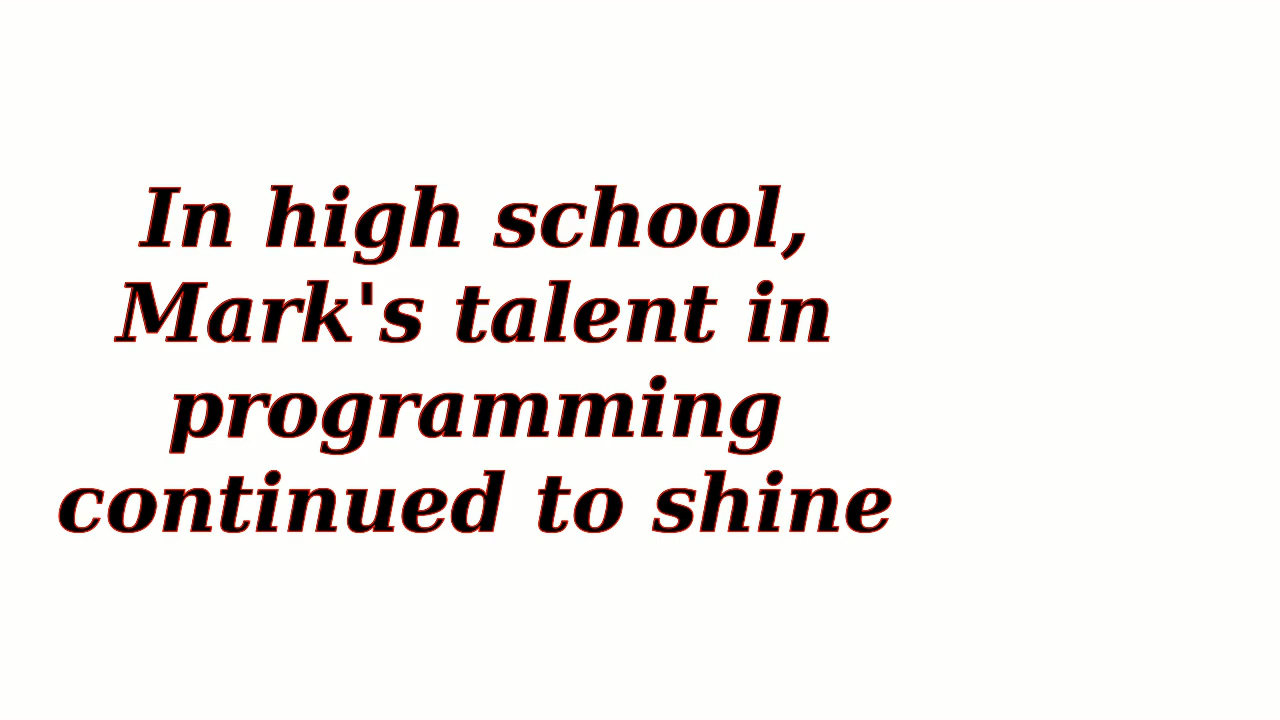 In high school,
Mark's talent in
programming
continued to shine